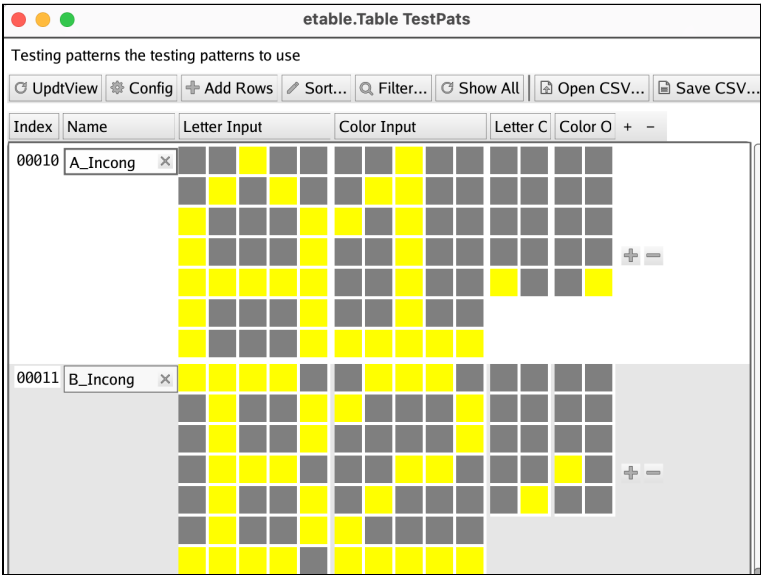 etable.Table TestPats
Testing patterns the testing patterns to use
UpdtView Config Add Rows Sort... Filter... Show All Open CSV... Save CSV...
Index Name Letter Input Color Input Letter C Color O + −
00010 A_Incong
00011 B_Incong